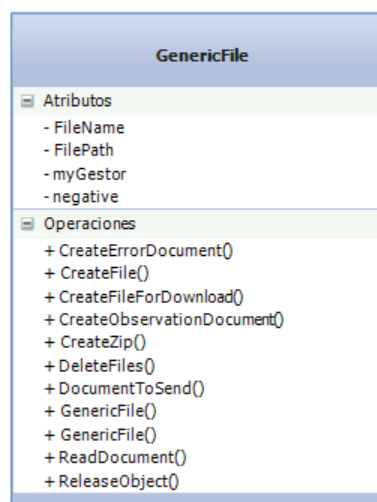 GenericFile
Atributos
- FileName
- FilePath
- myGestor
- negative
Operaciones
+ CreateErrorDocument()
+ CreateFile()
+ CreateFileForDownload()
+ CreateObservationDocument()
+ CreateZip()
+ DeleteFiles()
+ DocumentToSend()
+ GenericFile()
+ GenericFile()
+ ReadDocument()
+ ReleaseObject()